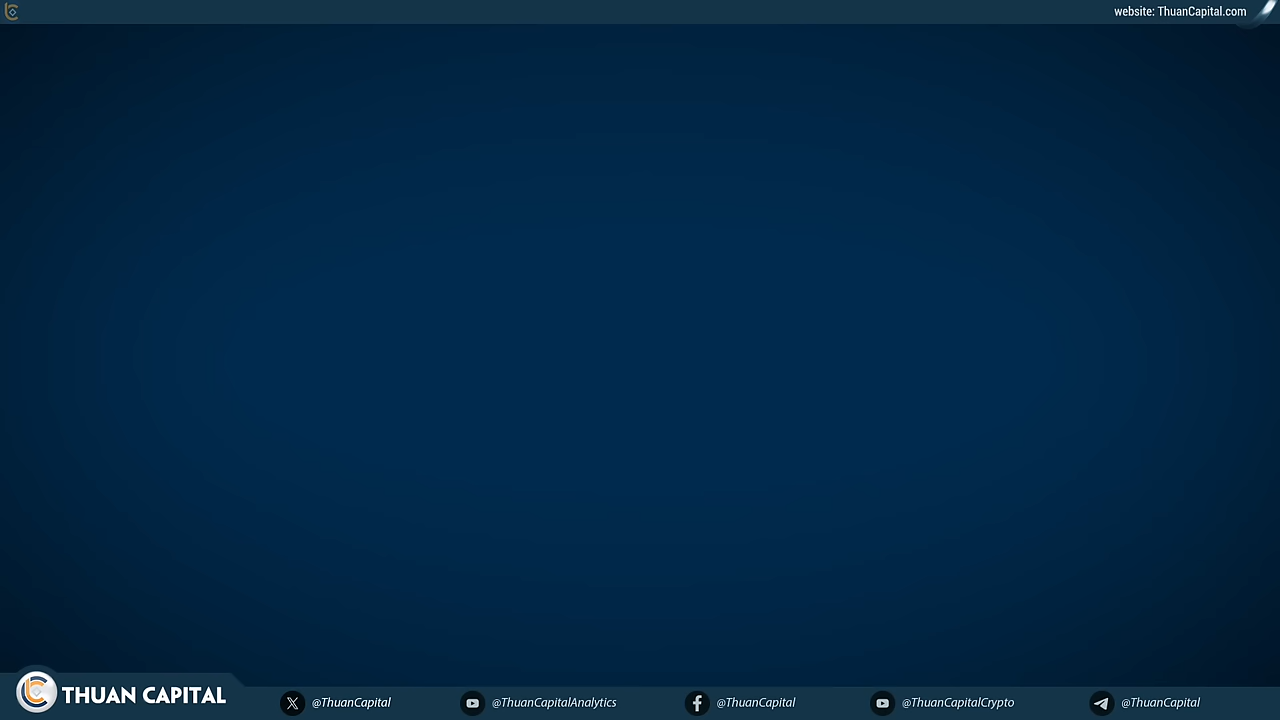 website: ThuanCapital.com
THUAN CAPITAL
@ThuanCapital
@ThuanCapitalAnalytics
@ThuanCapital
@ThuanCapitalCrypto
@ThuanCapital